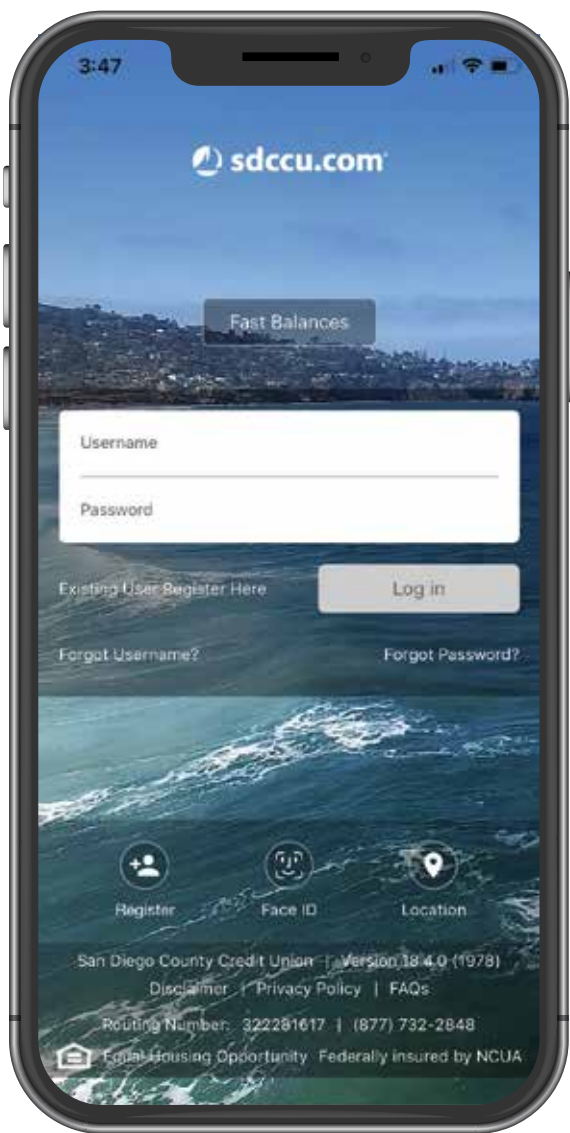 3:47
sdccu.com
Fast Balances
Username
Password
Existing User Register Here
Log in
Forgot Username?
Forgot Password?
Register
Face ID
Location
San Diego County Credit Union | Version 18.4.0 (1978)
Disclaimer | Privacy Policy | FAQs
Routing Number: 322281617 | (877) 732-2848
Equal Housing Opportunity Federally insured by NCUA